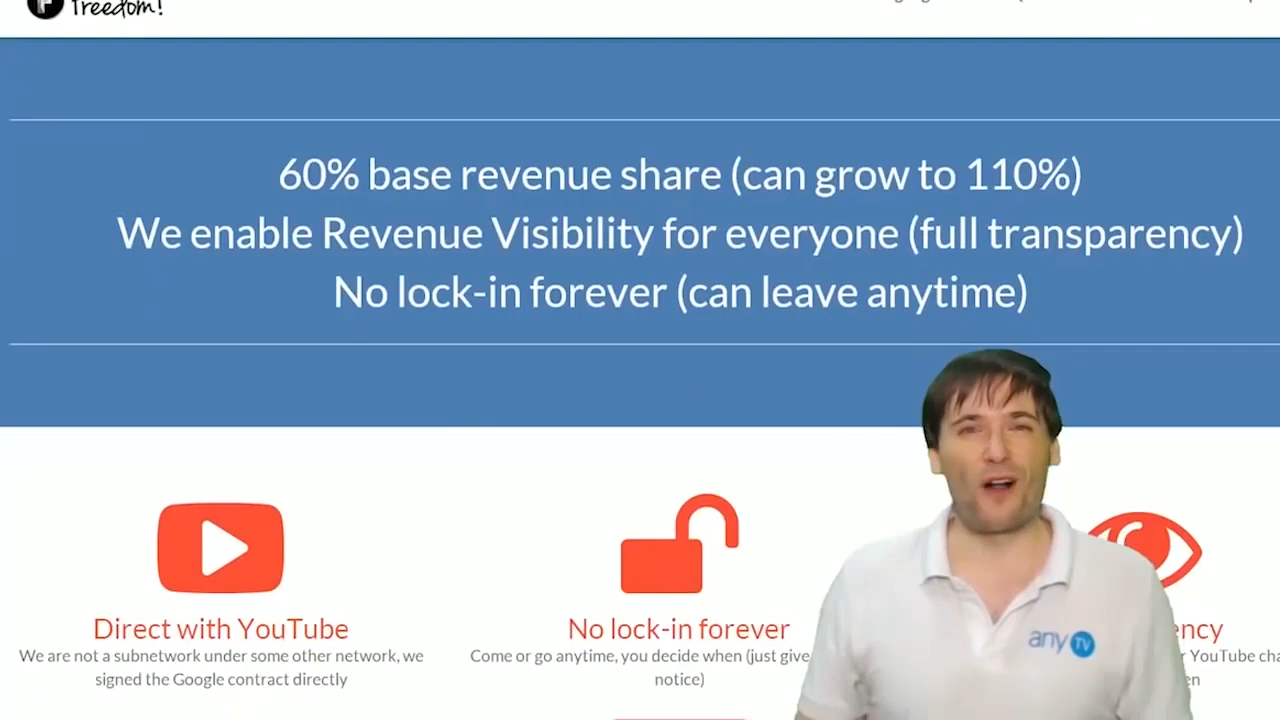 freedom!
60% base revenue share (can grow to 110%)
We enable Revenue Visibility for everyone (full transparency)
No lock-in forever (can leave anytime)
Direct with YouTube
We are not a subnetwork under some other network, we
signed the Google contract directly
No lock-in forever
Come or go anytime, you decide when (just give
notice)
ency
YouTube cha
en
any TV